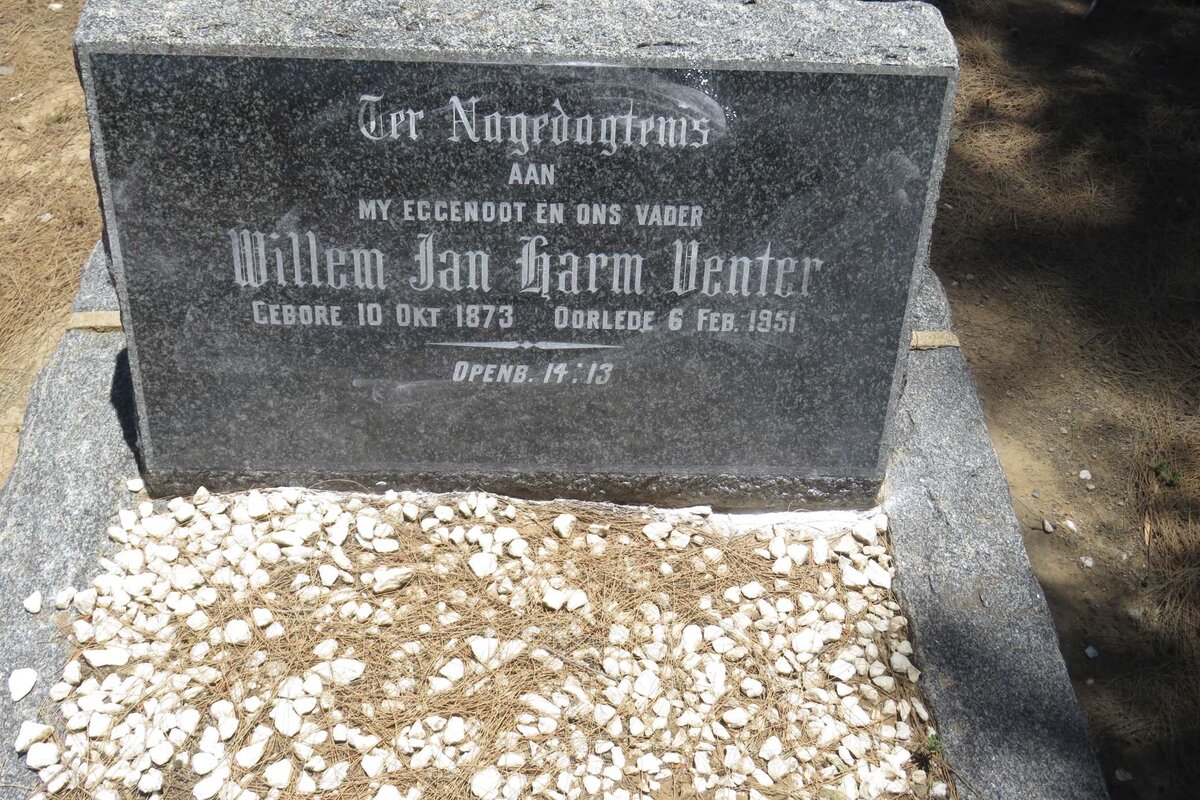 Ter Nagedagtenis
AAN
MY EGGENOOT EN ONS VADER
Willem Jan Harm Venter
GEBORE 10 OKT 1873 OORLEDE 6 FEB. 1951
OPENB. 14:13